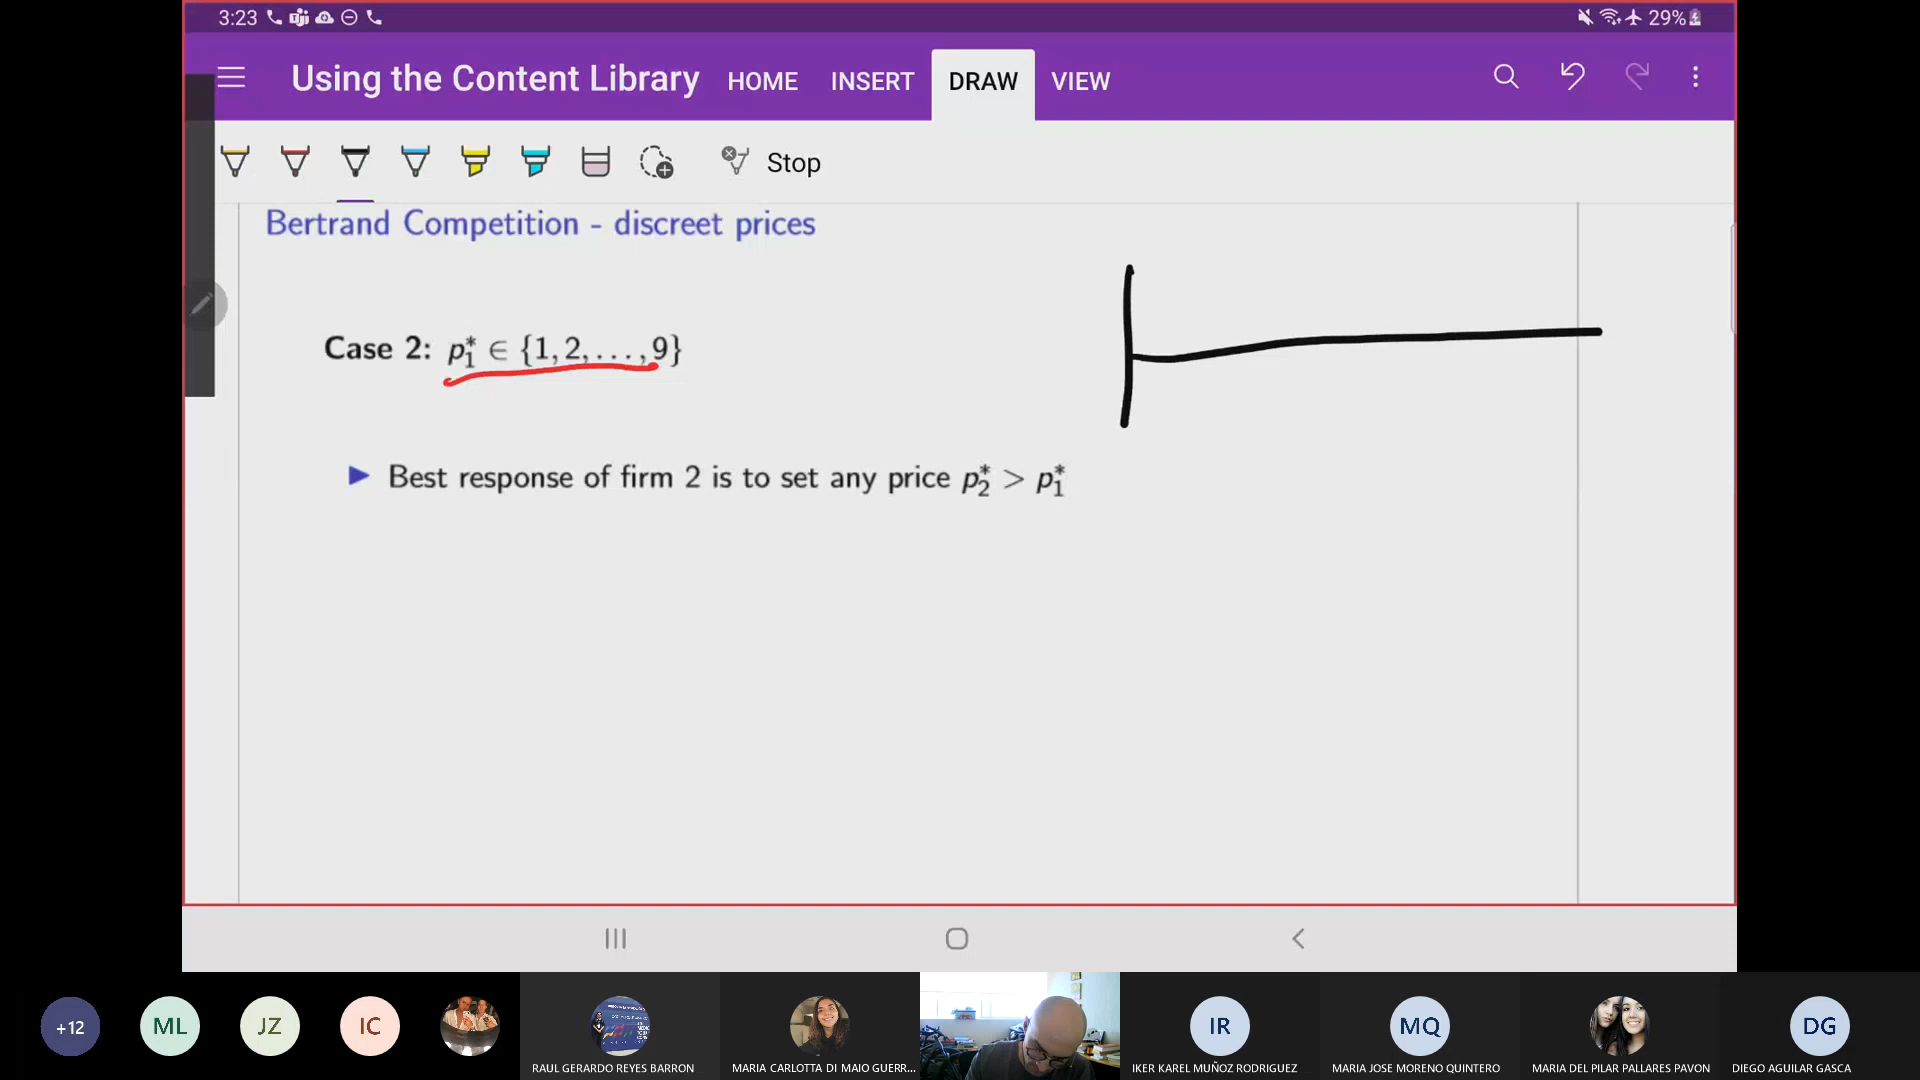 3:23 29%
Using the Content Library HOME INSERT DRAW VIEW
Stop
Bertrand Competition - discreet prices
Case 2: p₁* ∈ {1, 2, . . . , 9}
▶ Best response of firm 2 is to set any price p₂* > p₁*
+12 ML JZ IC IR MQ DG
RAUL GERARDO REYES BARRON MARIA CARLOTTA DI MAIO GUERR... IKER KAREL MUÑOZ RODRIGUEZ MARIA JOSE MORENO QUINTERO MARIA DEL PILAR PALLARES PAVON DIEGO AGUILAR GASCA